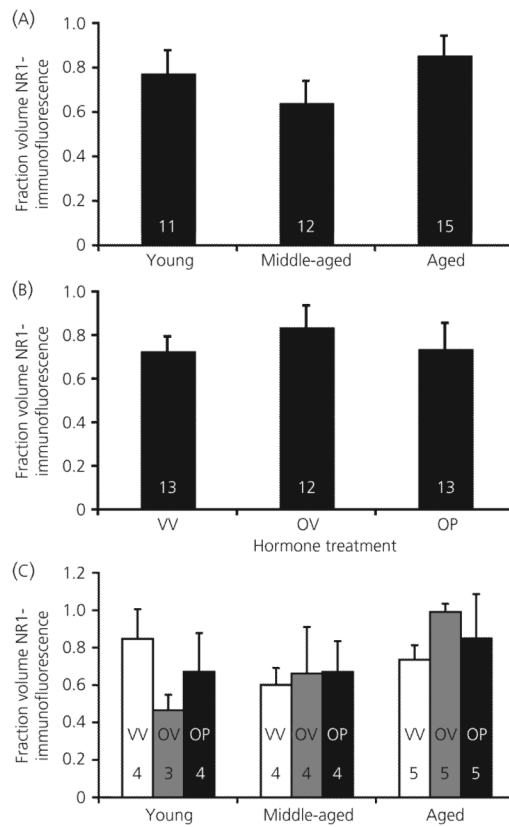 (A)
Fraction volume NR1-
immunofluorescence
1.0
0.8
0.6
0.4
0.2
0
11 12 15
Young Middle-aged Aged
(B)
Fraction volume NR1-
immunofluorescence
1.0
0.8
0.6
0.4
0.2
0
13 12 13
VV OV OP
Hormone treatment
(C)
Fraction volume NR1-
immunofluorescence
1.2
1.0
0.8
0.6
0.4
0.2
0
VV OV OP VV OV OP VV OV OP
4 3 4 4 4 4 5 5 5
Young Middle-aged Aged